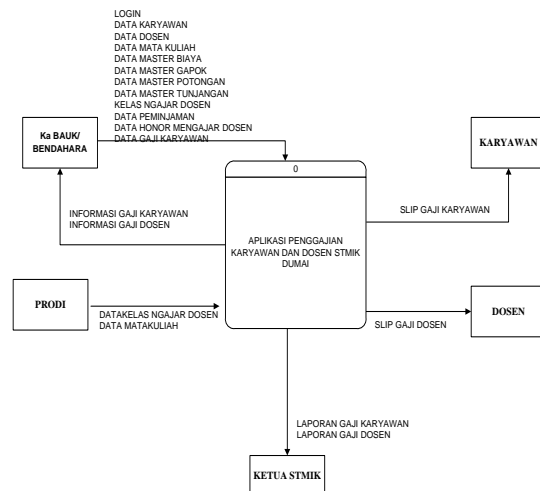 LOGIN
DATA KARYAWAN
DATA DOSEN
DATA MATA KULIAH
DATA MASTER BIAYA
DATA MASTER GAPOK
DATA MASTER POTONGAN
DATA MASTER TUNJANGAN
KELAS NGAJAR DOSEN
DATA PEMINJAMAN
DATA HONOR MENGAJAR DOSEN
DATA GAJI KARYAWAN
Ka BAUK/
BENDAHARA
KARYAWAN
0
SLIP GAJI KARYAWAN
INFORMASI GAJI KARYAWAN
INFORMASI GAJI DOSEN
APLIKASI PENGGAJIAN
KARYAWAN DAN DOSEN STMIK
DUMAI
PRODI
DATAKELAS NGAJAR DOSEN
DATA MATAKULIAH
DOSEN
SLIP GAJI DOSEN
LAPORAN GAJI KARYAWAN
LAPORAN GAJI DOSEN
KETUA STMIK